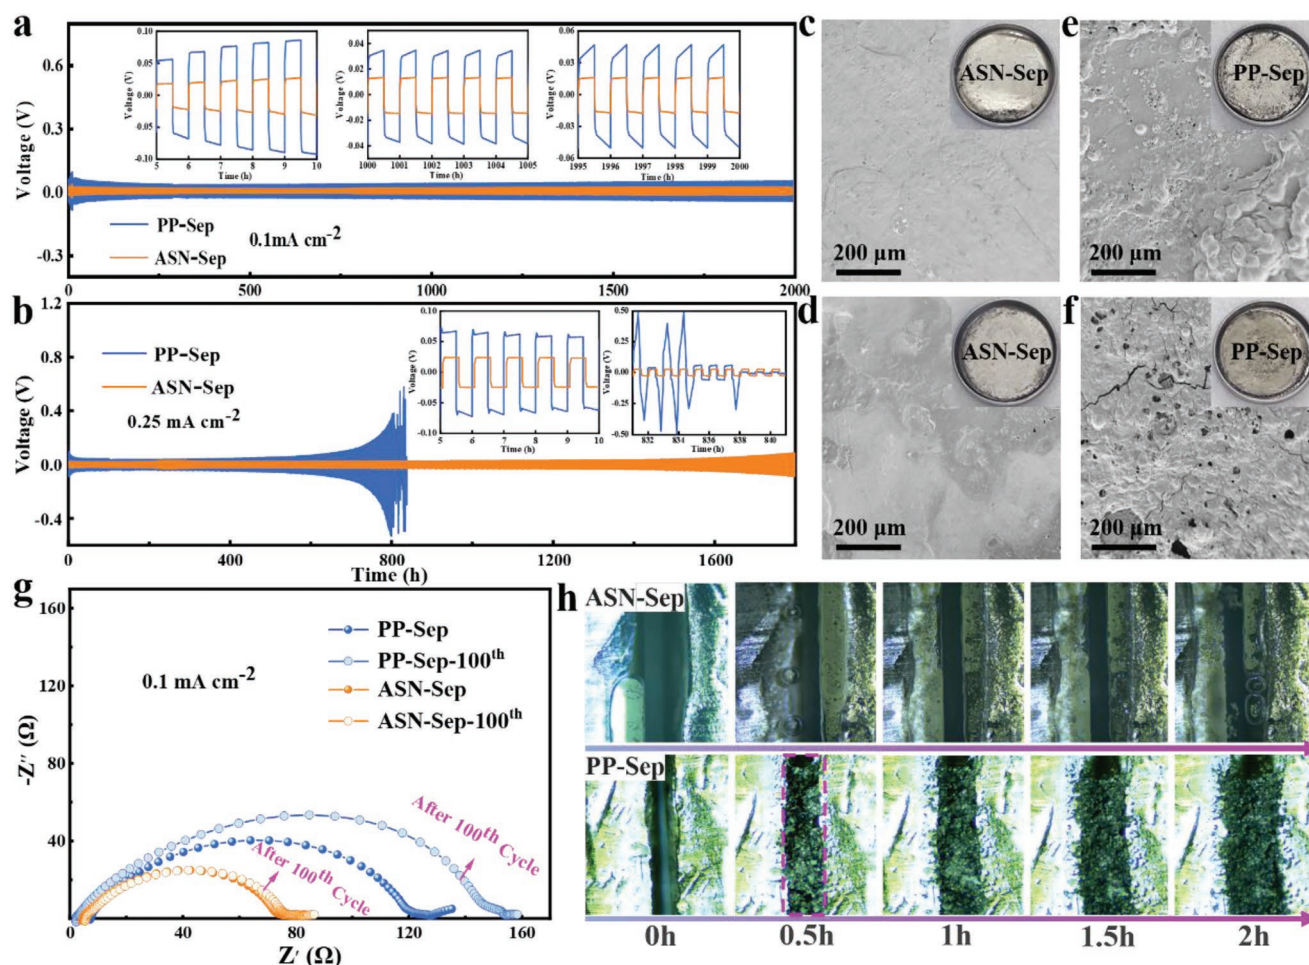 a
0.6
0.3
0.0
-0.3
Voltage (V)
0
500
1000
1500
2000
PP-Sep
ASN-Sep
0.1mA cm-2
0.10
0.05
0.00
-0.05
-0.10
Voltage (V)
5 6 7 8 9 10
Time (h)
0.04
0.02
0.00
-0.02
-0.04
Voltage (V)
1000 1001 1002 1003 1004 1005
Time (h)
0.06
0.03
0.00
-0.03
-0.06
Voltage (V)
1995 1996 1997 1998 1999 2000
Time (h)
b
1.2
0.8
0.4
0.0
-0.4
Voltage (V)
0 400 800 1200 1600
Time (h)
PP-Sep
ASN-Sep
0.25 mA cm-2
0.10
0.05
0.00
-0.05
-0.10
Voltage (V)
5 6 7 8 9 10
Time (h)
0.50
0.25
0.00
-0.25
-0.50
Voltage (V)
832 834 836 838 840
Time (h)
c
ASN-Sep
200 µm
e
PP-Sep
200 µm
d
ASN-Sep
200 µm
f
PP-Sep
200 µm
g
160
120
80
40
0
-Z″ (Ω)
0 40 80 120 160
Z′ (Ω)
0.1 mA cm-2
PP-Sep
PP-Sep-100th
ASN-Sep
ASN-Sep-100th
After 100th Cycle
After 100th Cycle
h
ASN-Sep
PP-Sep
0h 0.5h 1h 1.5h 2h